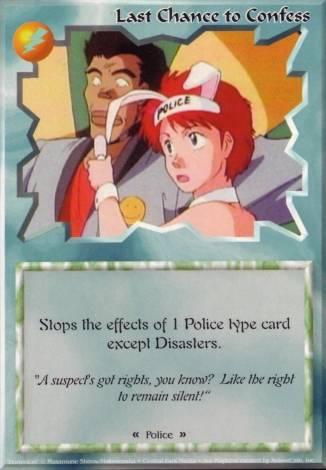 Last Chance to Confess
POLICE
Stops the effects of 1 Police type card
except Disasters.
"A suspect's got rights, you know? Like the right
to remain silent!"
« Police »